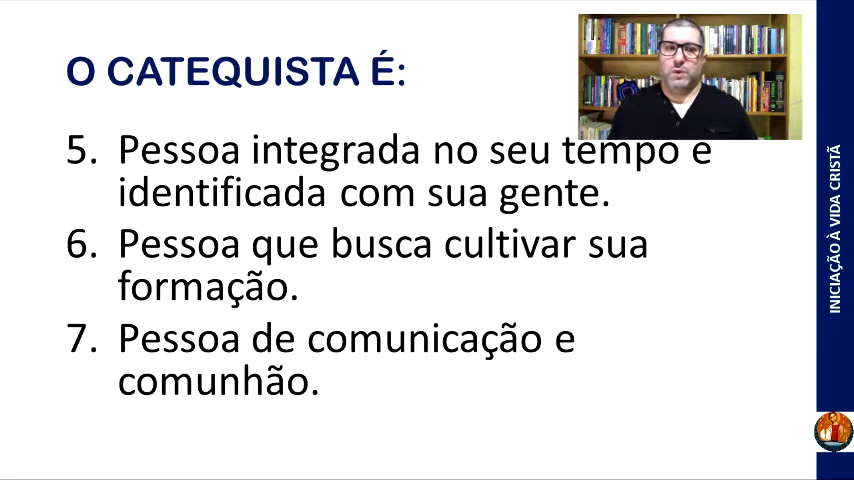 O CATEQUISTA É:
5. Pessoa integrada no seu tempo e
identificada com sua gente.
6. Pessoa que busca cultivar sua
formação.
7. Pessoa de comunicação e
comunhão.
INICIAÇÃO À VIDA CRISTÃ